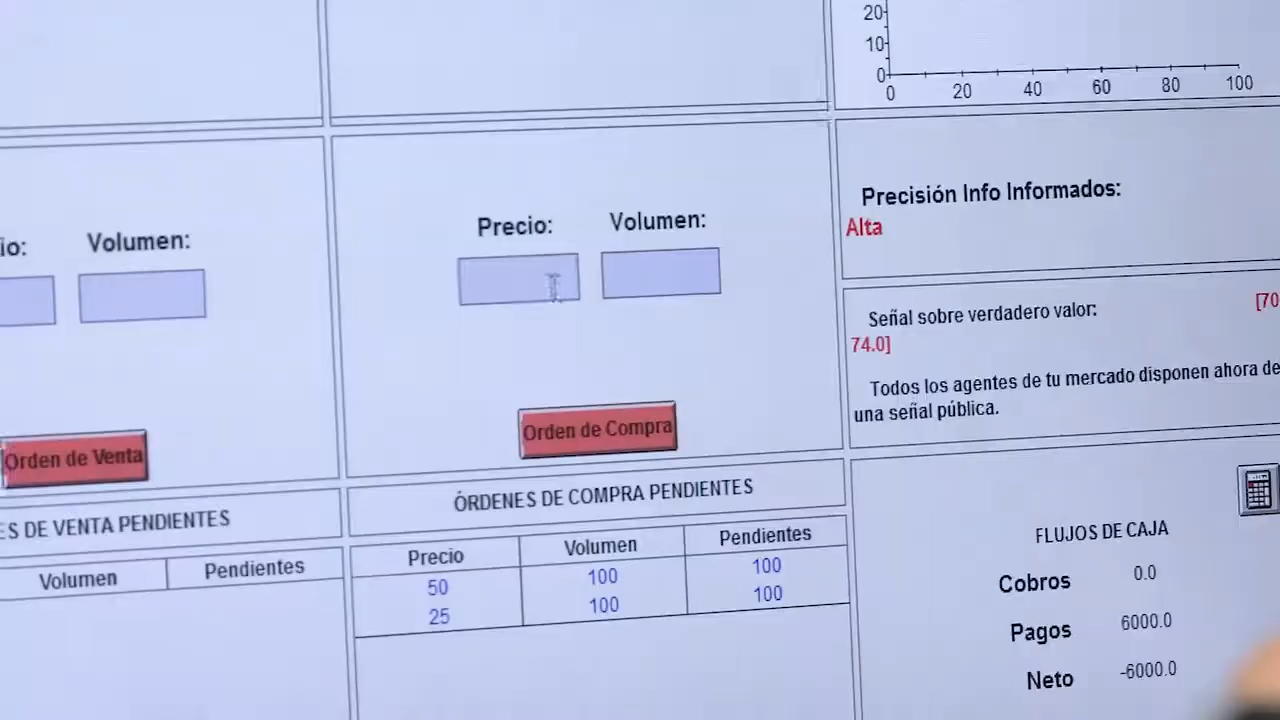 20
10
0
0 20 40 60 80 100
Precisión Info Informados:
Alta
Precio: Volumen:
io: Volumen:
Señal sobre verdadero valor: [70
74.0]
Todos los agentes de tu mercado disponen ahora de
una señal pública.
Orden de Compra
Orden de Venta
ÓRDENES DE COMPRA PENDIENTES
ES DE VENTA PENDIENTES
Precio Volumen Pendientes
50 100 100
25 100 100
Volumen Pendientes
FLUJOS DE CAJA
Cobros 0.0
Pagos 6000.0
Neto -6000.0